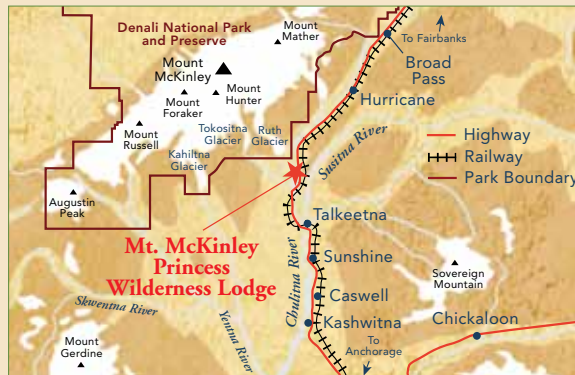 Denali National Park
and Preserve
Mount
Mather
To Fairbanks
Mount
McKinley
Broad
Pass
Mount
Hunter
Mount
Foraker
Hurricane
Tokositna
Glacier
Ruth
Glacier
Mount
Russell
Kahiltna
Glacier
Susitna River
Highway
Railway
Park Boundary
Augustin
Peak
Talkeetna
Mt. McKinley
Princess
Wilderness Lodge
Chulitna River
Sunshine
Sovereign
Mountain
Skwentna River
Caswell
Yentna River
Kashwitna
Chickaloon
To
Anchorage
Mount
Gerdine